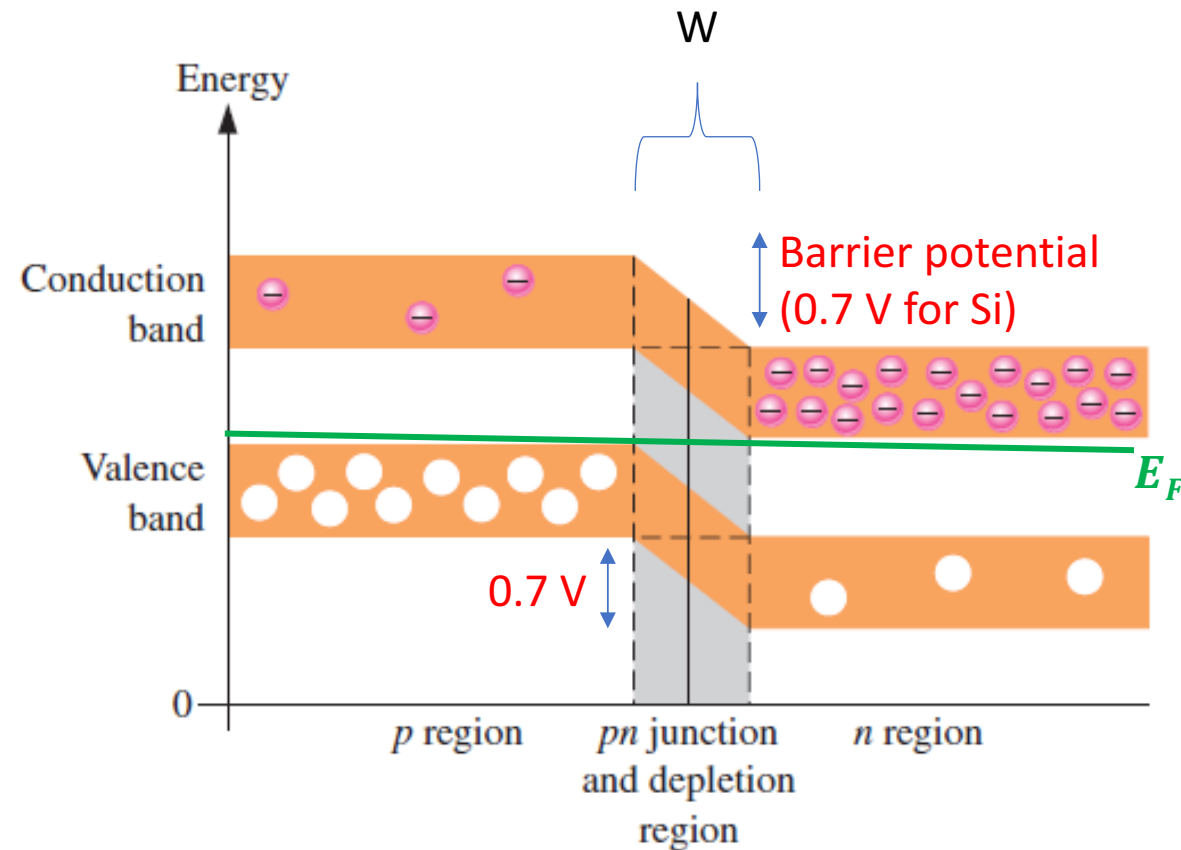 W
Energy
Conduction
band
Barrier potential
(0.7 V for Si)
Valence
band
E_F
0.7 V
0
p region
pn junction
and depletion
region
n region